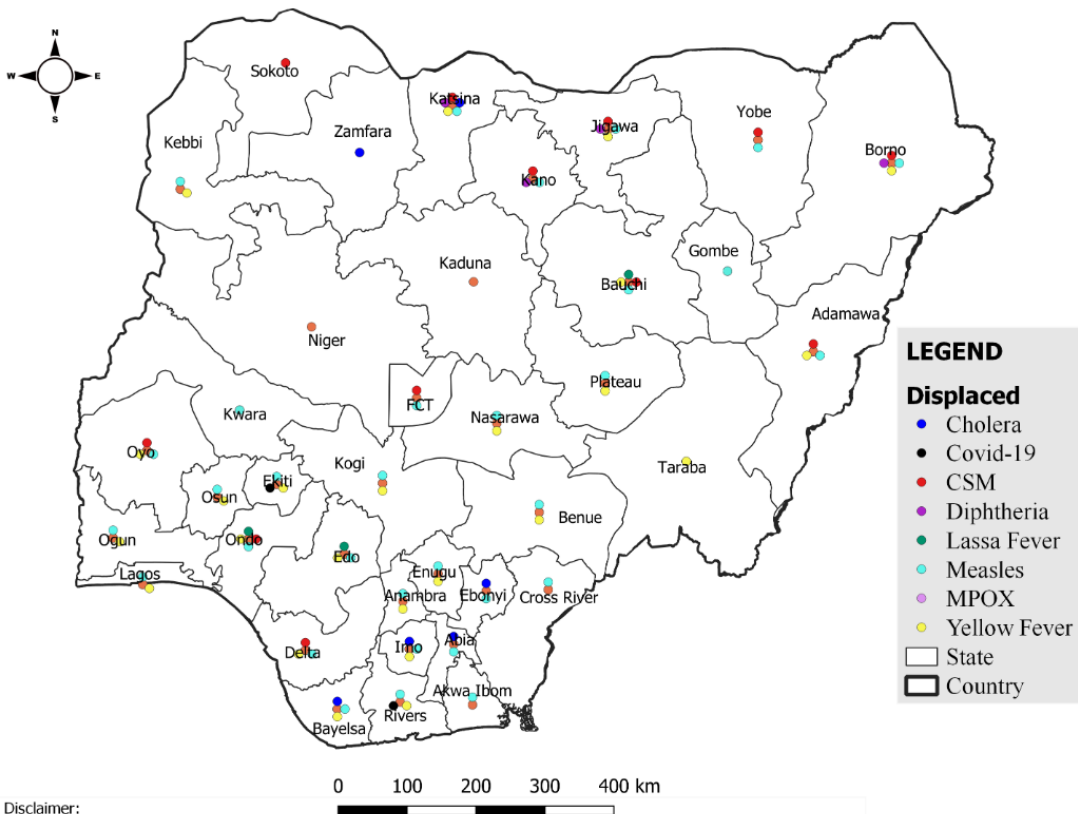 N
W
E
S
Sokoto
Katsina
Zamfara
Kebbi
Jigawa
Yobe
Borno
Kano
Kaduna
Bauchi
Gombe
Niger
Adamawa
Plateau
FCT
Nasarawa
Kwara
Oyo
Kogi
Taraba
Ekiti
Osun
Benue
Ogun
Ondo
Edo
Lagos
Enugu
Anambra
Ebonyi
Cross River
Delta
Imo
Abia
Akwa Ibom
Bayelsa
Rivers
LEGEND
Displaced
Cholera
Covid-19
CSM
Diphtheria
Lassa Fever
Measles
MPOX
Yellow Fever
State
Country
0 100 200 300 400 km
Disclaimer: